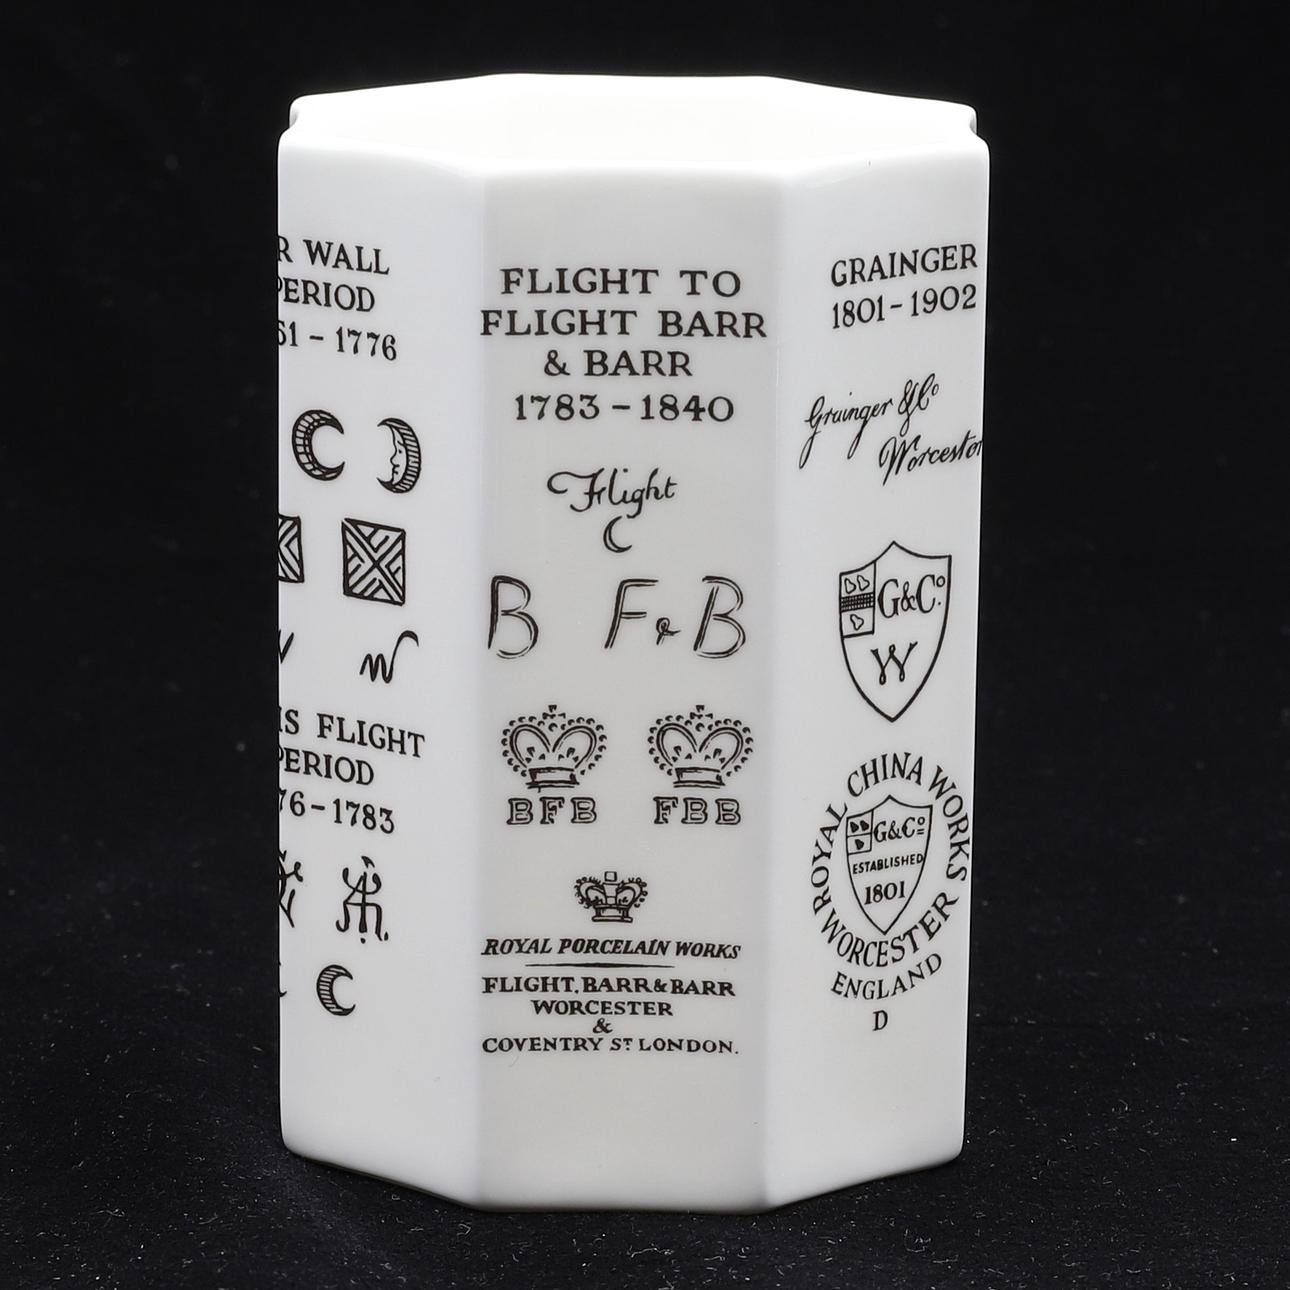 WALL
PERIOD
61 - 1776
W
FLIGHT
PERIOD
76 - 1783
FLIGHT TO
FLIGHT BARR
& BARR
1783 - 1840
Flight
B F&B
BFB FBB
ROYAL PORCELAIN WORKS
FLIGHT, BARR & BARR
WORCESTER
&
COVENTRY ST LONDON.
GRAINGER
1801 - 1902
Grainger & Co
Worcester
G&Co.
W
ROYAL CHINA WORKS
G&Co
ESTABLISHED
1801
WORCESTER
ENGLAND
D